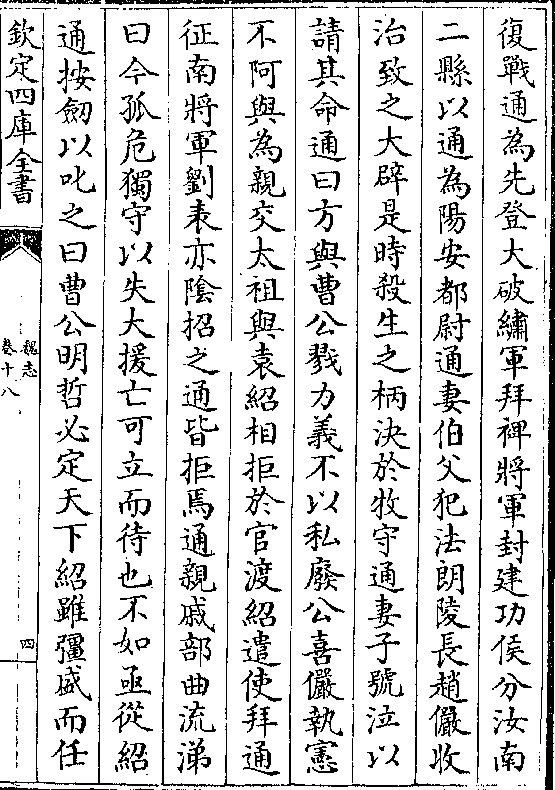 復戰通為先登大破繡軍拜裨將軍封建功侯分汝南
二縣以通為陽安都尉通妻伯父犯法朗陵長趙儼收
治致之大辟是時殺生之柄決於牧守通妻子號泣以
請其命通曰方與曹公戮力義不以私廢公喜儼執憲
不阿與為親交太祖與袁紹相拒於官渡紹遣使拜通
征南將軍劉表亦陰招之通皆拒焉通親戚部曲流涕
曰今孤危獨守以失大援亡可立而待也不如亟從紹
通按劒以叱之曰曹公明哲必定天下紹雖彊盛而任
欽定四庫全書
魏志
卷十八
四